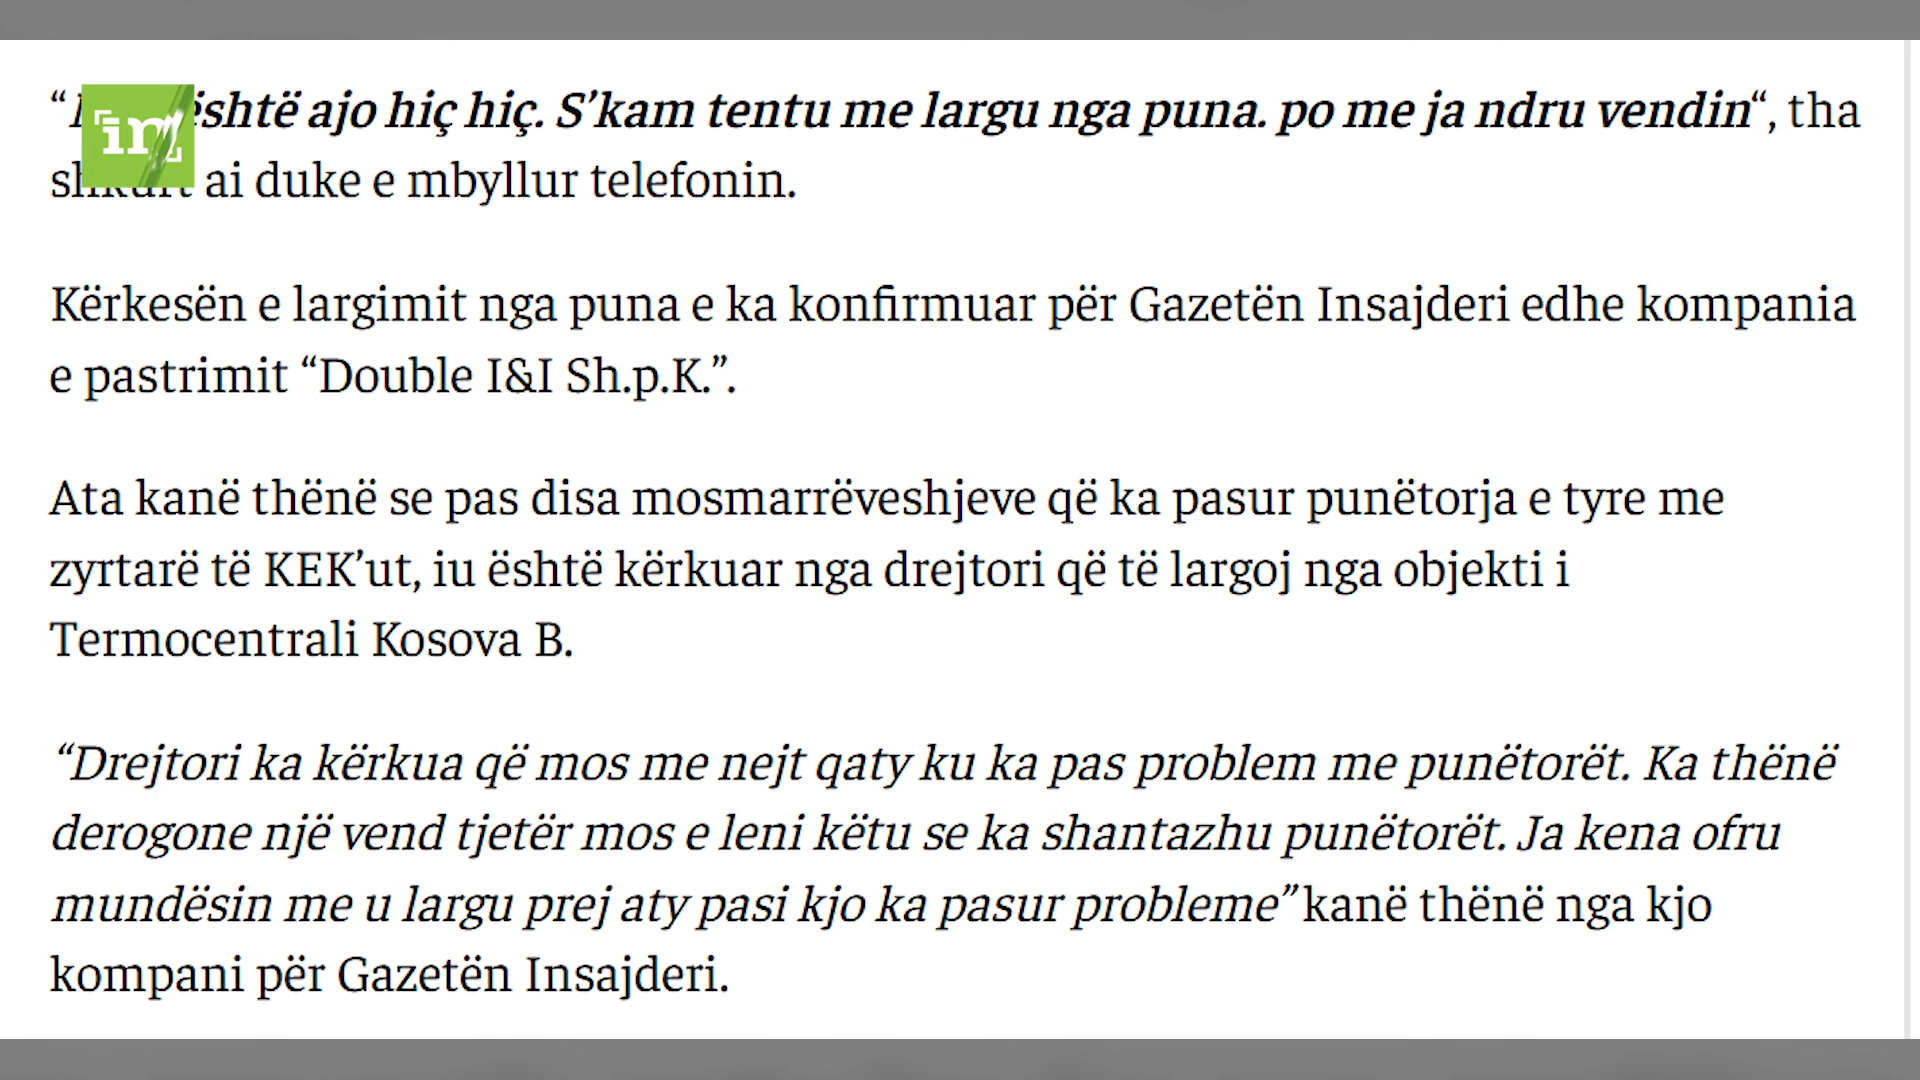 “ është ajo hiç hiç. S’kam tentu me largu nga puna. po me ja ndru vendin“, tha
ai duke e mbyllur telefonin.
Kërkesën e largimit nga puna e ka konfirmuar për Gazetën Insajderi edhe kompania
e pastrimit “Double I&I Sh.p.K.”.
Ata kanë thënë se pas disa mosmarrëveshjeve që ka pasur punëtorja e tyre me
zyrtarë të KEK’ut, iu është kërkuar nga drejtori që të largoj nga objekti i
Termocentrali Kosova B.
“Drejtori ka kërkua që mos me nejt qaty ku ka pas problem me punëtorët. Ka thënë
derogone një vend tjetër mos e leni këtu se ka shantazhu punëtorët. Ja kena ofru
mundësin me u largu prej aty pasi kjo ka pasur probleme” kanë thënë nga kjo
kompani për Gazetën Insajderi.